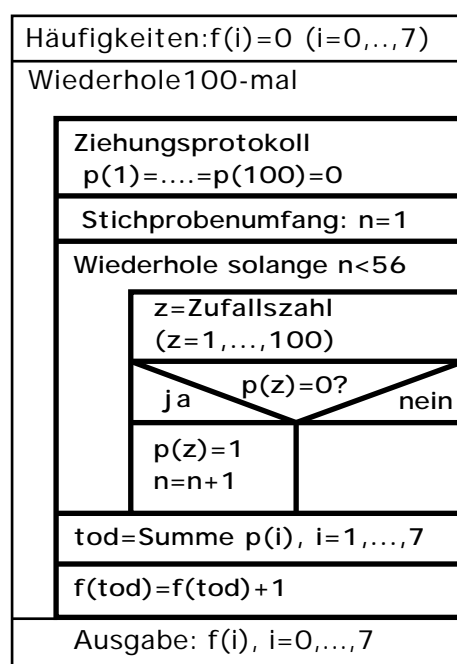 Häufigkeiten:f(i)=0 (i=0,..,7)
Wiederhole100-mal
Ziehungsprotokoll
p(1)=....=p(100)=0
Stichprobenumfang: n=1
Wiederhole solange n<56
z=Zufallszahl
(z=1,...,100)
p(z)=0?
ja
nein
p(z)=1
n=n+1
tod=Summe p(i), i=1,...,7
f(tod)=f(tod)+1
Ausgabe: f(i), i=0,...,7